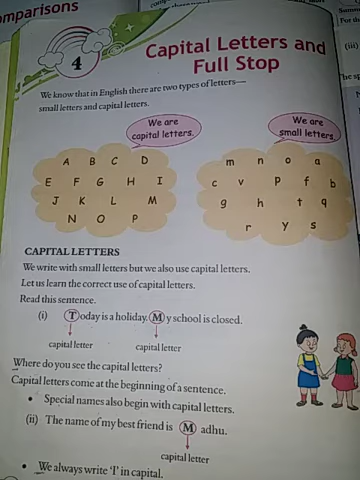 mparisons
4
Capital Letters and
Full Stop
We know that in English there are two types of letters—
small letters and capital letters.
We are
capital letters.
We are
small letters
A B C D
E F G H I
J K L M
N O P
m n o a
c v p f b
g h t q
r y s
CAPITAL LETTERS
We write with small letters but we also use capital letters.
Let us learn the correct use of capital letters.
Read this sentence.
(i) Today is a holiday. My school is closed.
capital letter capital letter
Where do you see the capital letters?
Capital letters come at the beginning of a sentence.
• Special names also begin with capital letters.
(ii) The name of my best friend is Madhu.
capital letter
• We always write 'I' in capital.
(iii)